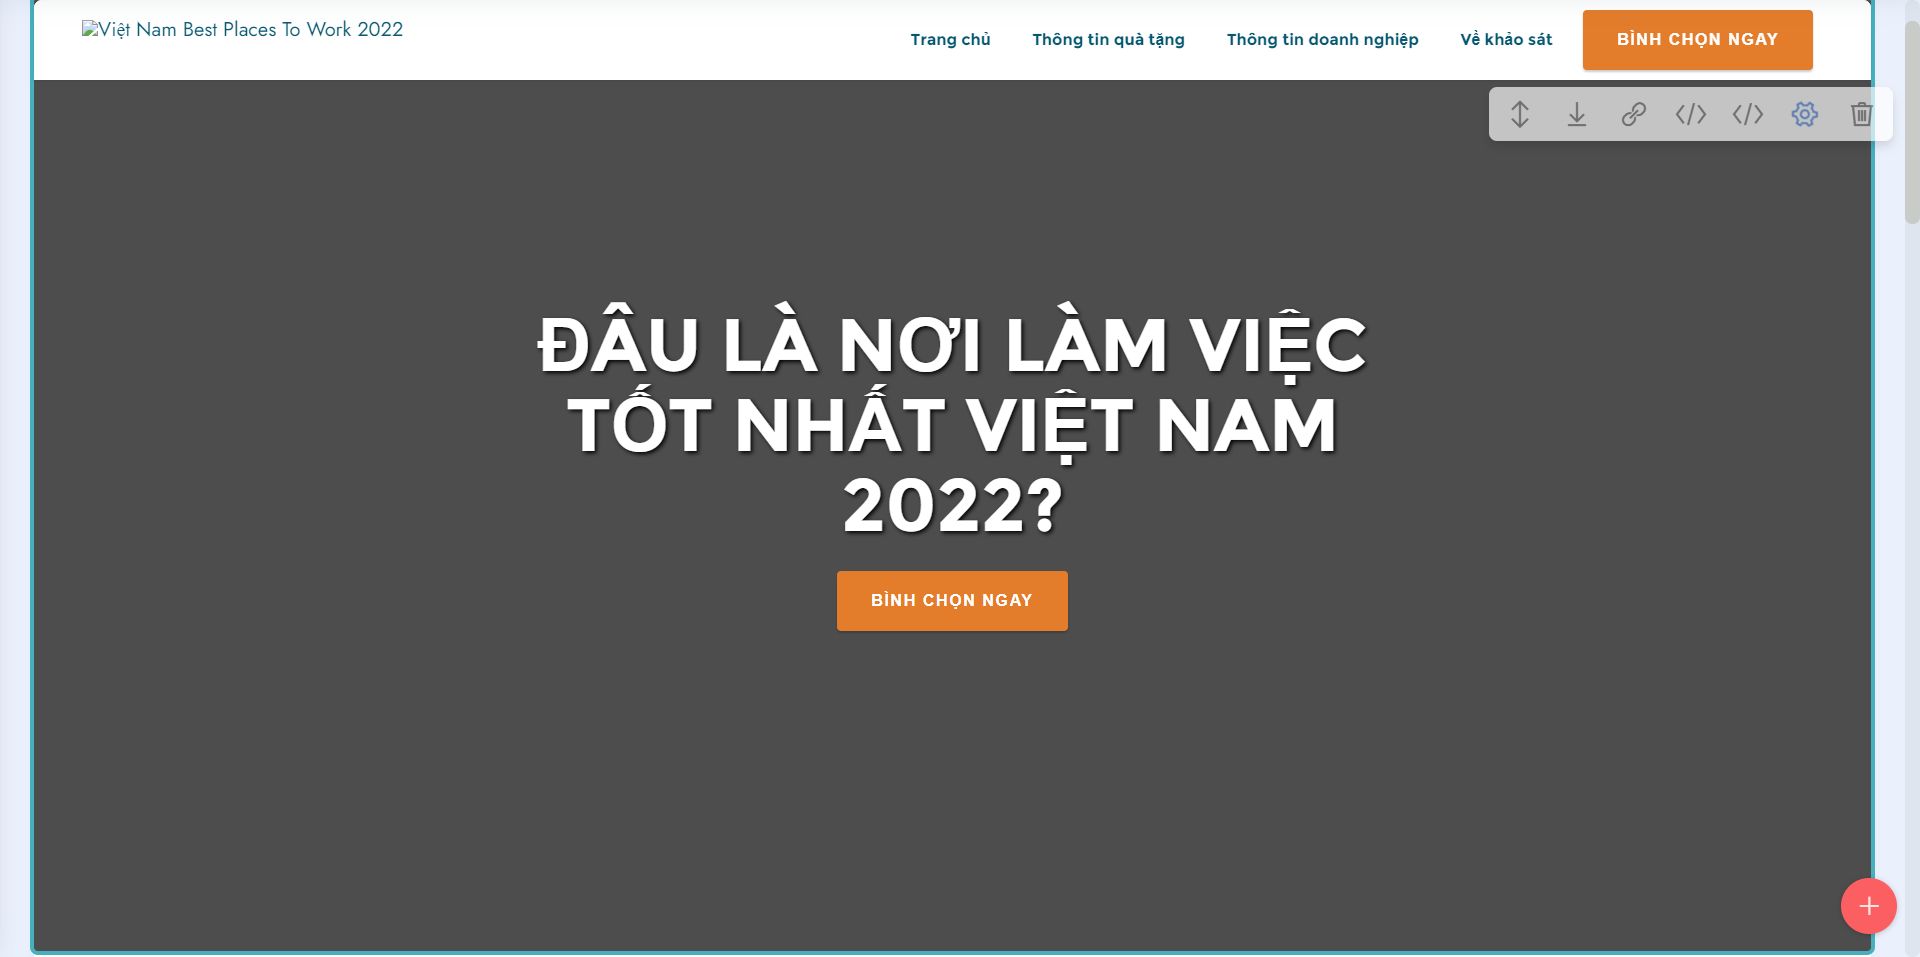 Việt Nam Best Places To Work 2022
Trang chủ
Thông tin quà tặng
Thông tin doanh nghiệp
Về khảo sát
BÌNH CHỌN NGAY
ĐÂU LÀ NƠI LÀM VIỆC
TỐT NHẤT VIỆT NAM
2022?
BÌNH CHỌN NGAY